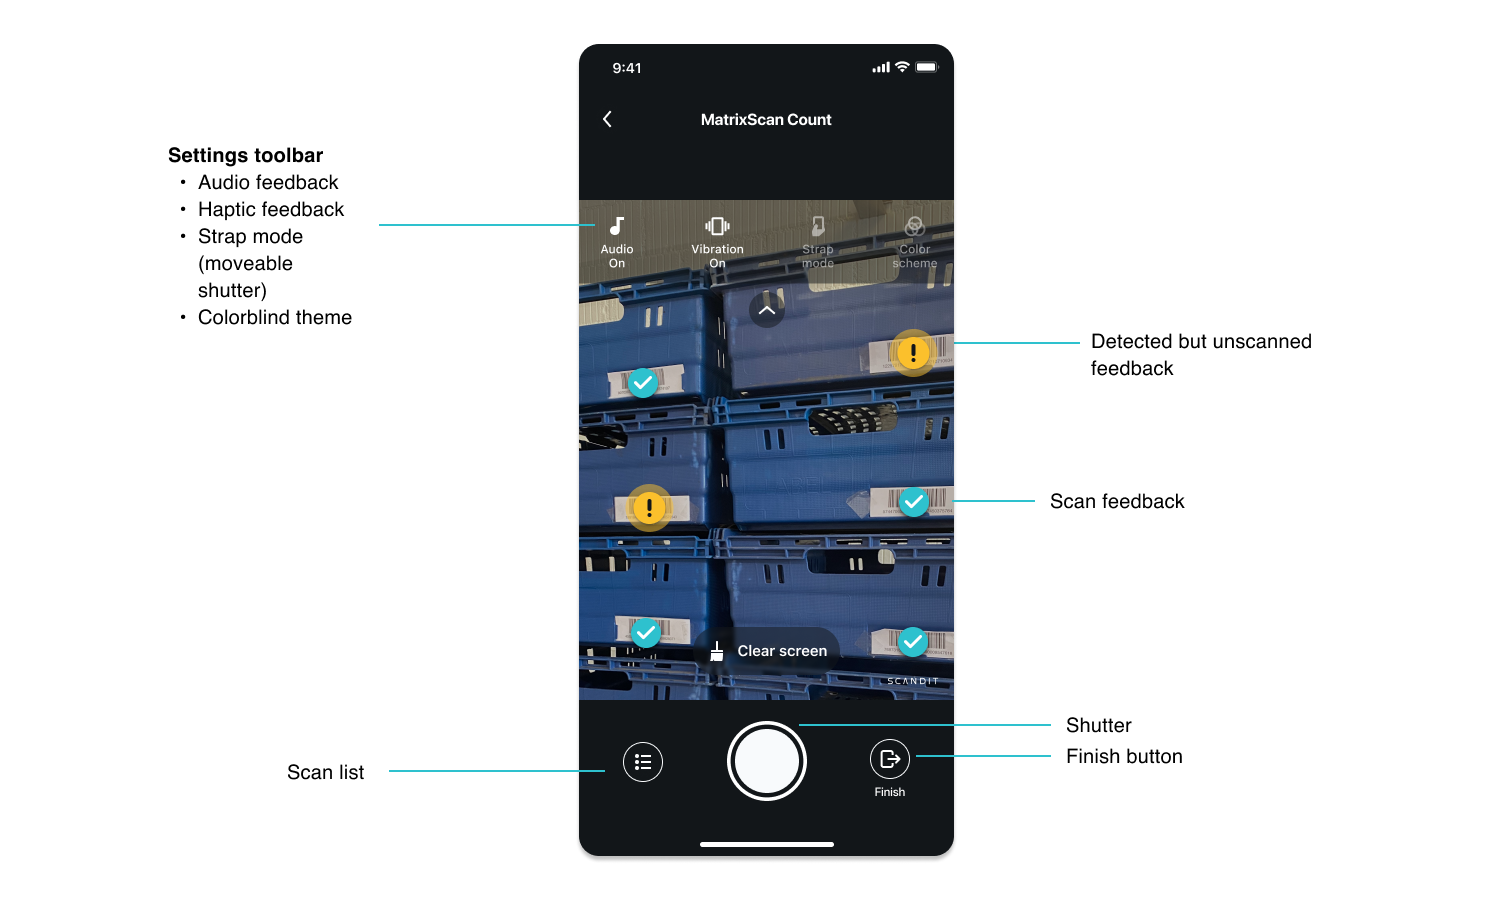 9:41
MatrixScan Count
Settings toolbar
• Audio feedback
• Haptic feedback
• Strap mode
(moveable
shutter)
• Colorblind theme
Audio
On
Vibration
On
Strap
mode
Color
scheme
Detected but unscanned
feedback
Scan feedback
Clear screen
SCANDIT
Shutter
Finish button
Scan list
Finish